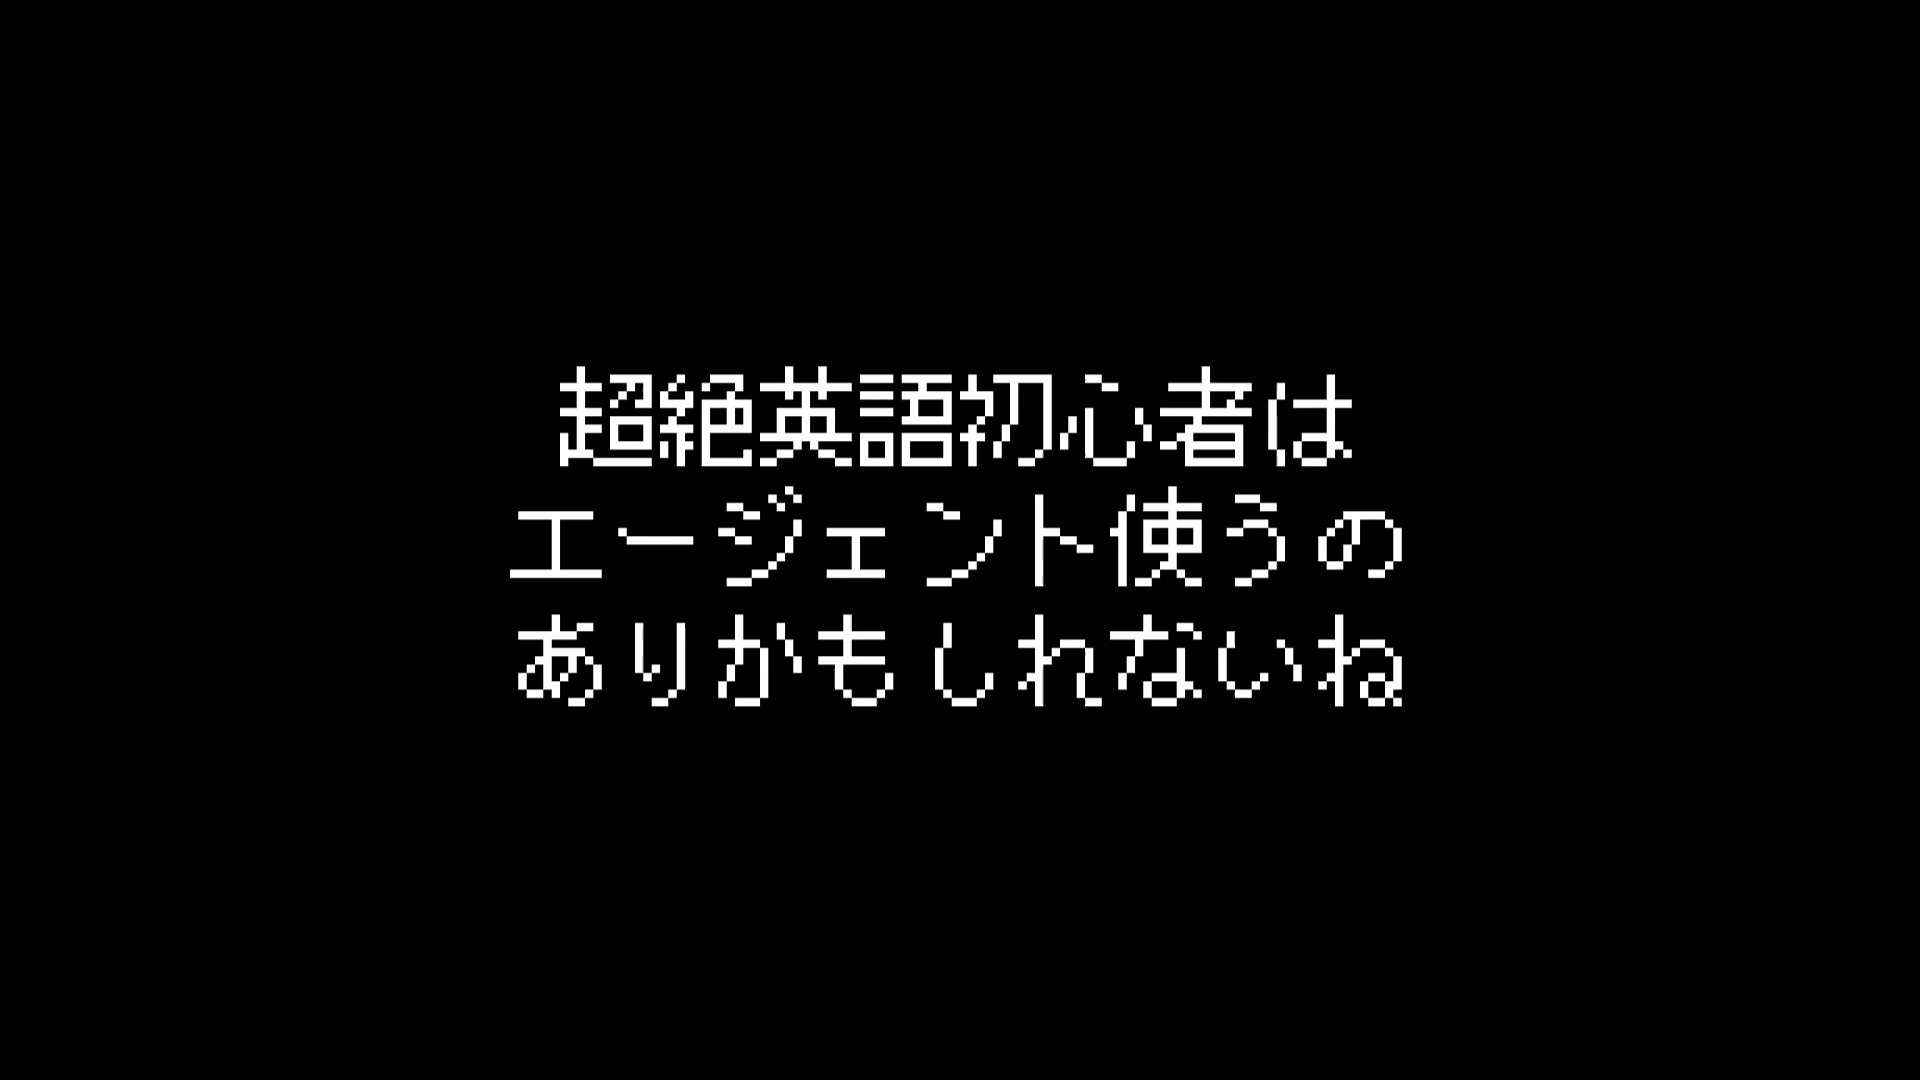 超絶英語初心者は
エージェント使うの
ありかもしれないね